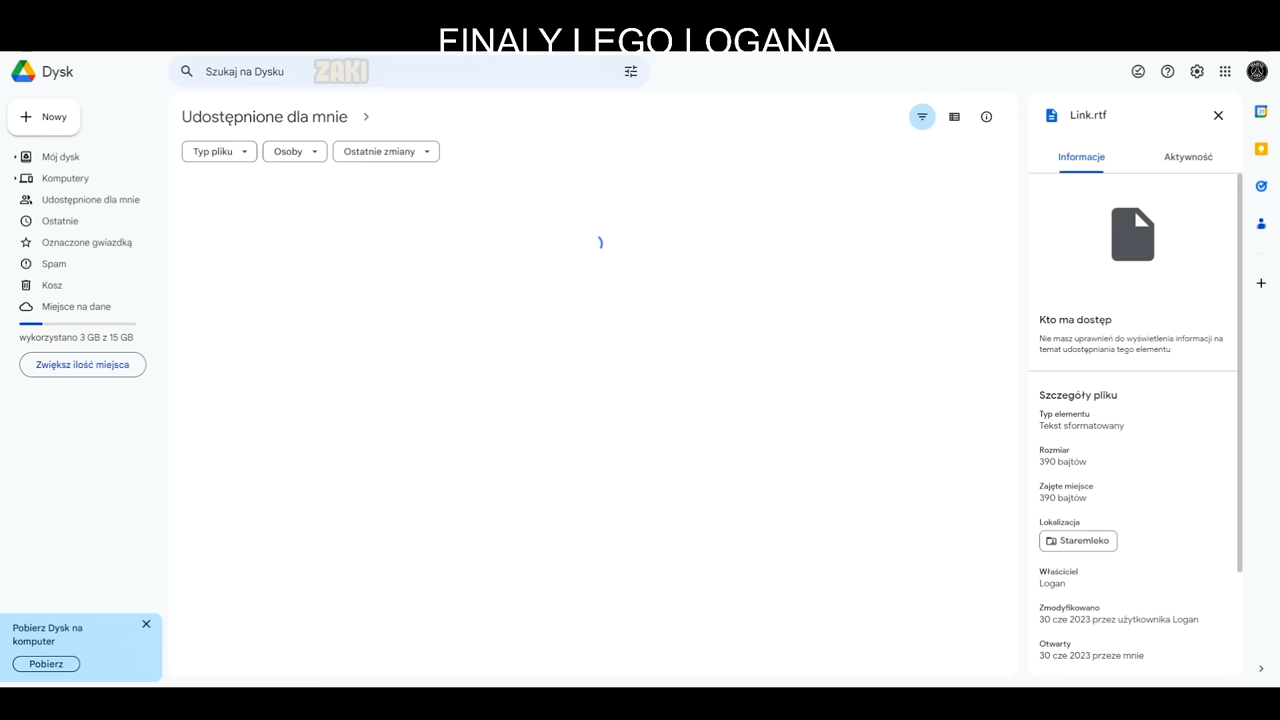 FINALY LEGO LOGANA
Dysk
Szukaj na Dysku
ZAKI
Nowy
Mój dysk
Komputery
Udostępnione dla mnie
Ostatnie
Oznaczone gwiazdką
Spam
Kosz
Miejsce na dane
wykorzystano 3 GB z 15 GB
Zwiększ ilość miejsca
Pobierz Dysk na
komputer
Pobierz
Udostępnione dla mnie
Typ pliku
Osoby
Ostatnie zmiany
Link.rtf
Informacje
Aktywność
Kto ma dostęp
Nie masz uprawnień do wyświetlenia informacji na
temat udostępniania tego elementu
Szczegóły pliku
Typ elementu
Tekst sformatowany
Rozmiar
390 bajtów
Zajęte miejsce
390 bajtów
Lokalizacja
Staremleko
Właściciel
Logan
Zmodyfikowano
30 cze 2023 przez użytkownika Logan
Otwarty
30 cze 2023 przeze mnie